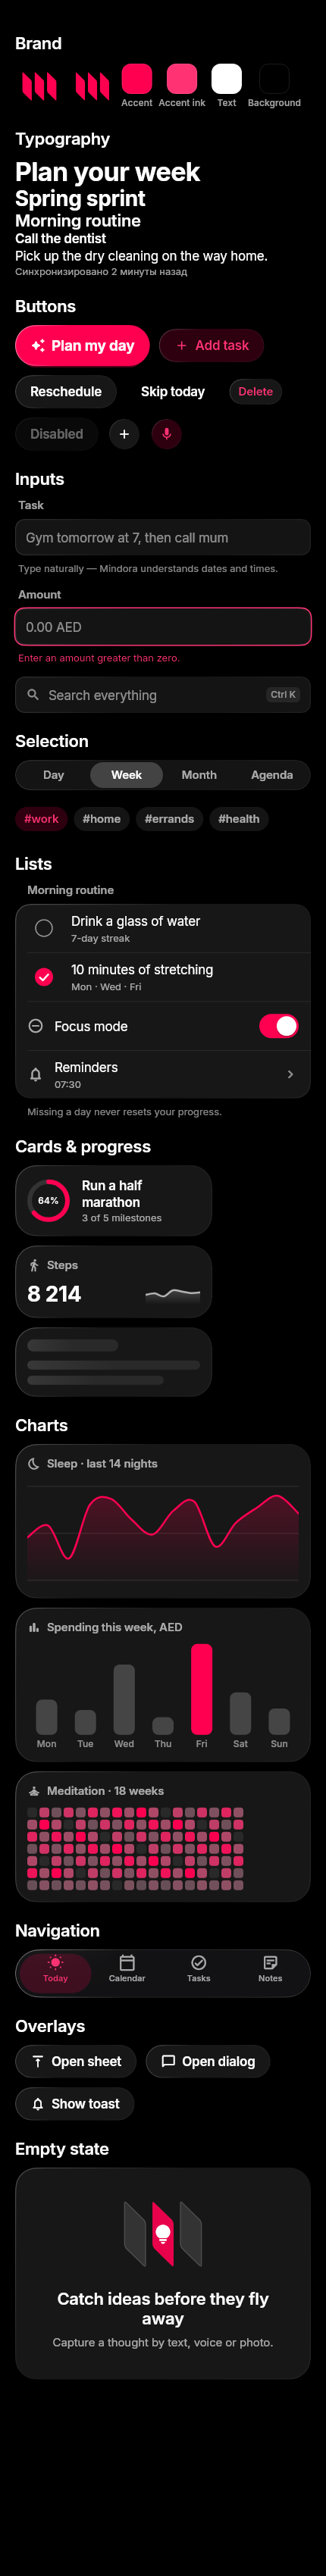 Brand
Accent
Accent ink
Text
Background
Typography
Plan your week
Spring sprint
Morning routine
Call the dentist
Pick up the dry cleaning on the way home.
Синхронизировано 2 минуты назад
Buttons
Plan my day
Add task
Reschedule
Skip today
Delete
Disabled
Inputs
Task
Gym tomorrow at 7, then call mum
Type naturally — Mindora understands dates and times.
Amount
0.00 AED
Enter an amount greater than zero.
Search everything
Ctrl K
Selection
Day
Week
Month
Agenda
#work
#home
#errands
#health
Lists
Morning routine
Drink a glass of water
7-day streak
10 minutes of stretching
Mon · Wed · Fri
Focus mode
Reminders
07:30
Missing a day never resets your progress.
Cards & progress
64%
Run a half
marathon
3 of 5 milestones
Steps
8 214
Charts
Sleep · last 14 nights
Spending this week, AED
Mon
Tue
Wed
Thu
Fri
Sat
Sun
Meditation · 18 weeks
Navigation
Today
Calendar
Tasks
Notes
Overlays
Open sheet
Open dialog
Show toast
Empty state
Catch ideas before they fly
away
Capture a thought by text, voice or photo.